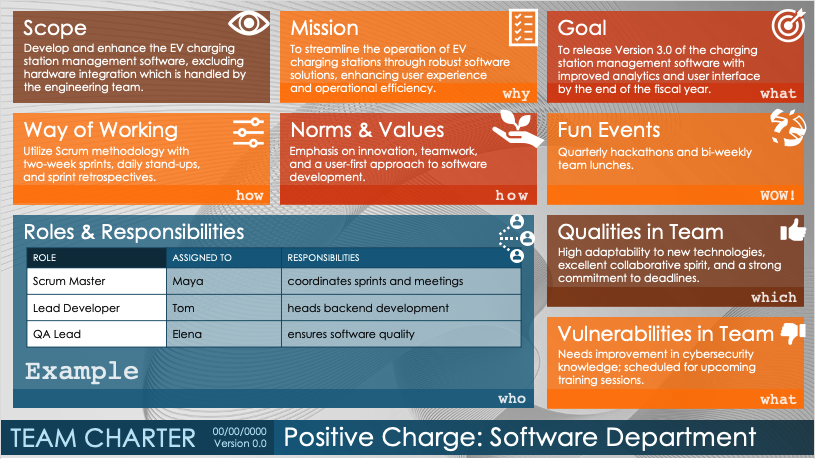 Scope
Develop and enhance the EV charging
station management software, excluding
hardware integration which is handled by
the engineering team.
Mission
To streamline the operation of EV
charging stations through robust software
solutions, enhancing user experience
and operational efficiency.
why
Goal
To release Version 3.0 of the charging
station management software with
improved analytics and user interface
by the end of the fiscal year.
what
Way of Working
Utilize Scrum methodology with
two-week sprints, daily stand-ups,
and sprint retrospectives.
how
Norms & Values
Emphasis on innovation, teamwork,
and a user-first approach to software
development.
how
Fun Events
Quarterly hackathons and bi-weekly
team lunches.
WOW!
Roles & Responsibilities
ROLE ASSIGNED TO RESPONSIBILITIES
Scrum Master Maya coordinates sprints and meetings
Lead Developer Tom heads backend development
QA Lead Elena ensures software quality
Example
who
Qualities in Team
High adaptability to new technologies,
excellent collaborative spirit, and a strong
commitment to deadlines.
which
Vulnerabilities in Team
Needs improvement in cybersecurity
knowledge; scheduled for upcoming
training sessions.
what
TEAM CHARTER
00/00/0000
Version 0.0
Positive Charge: Software Department